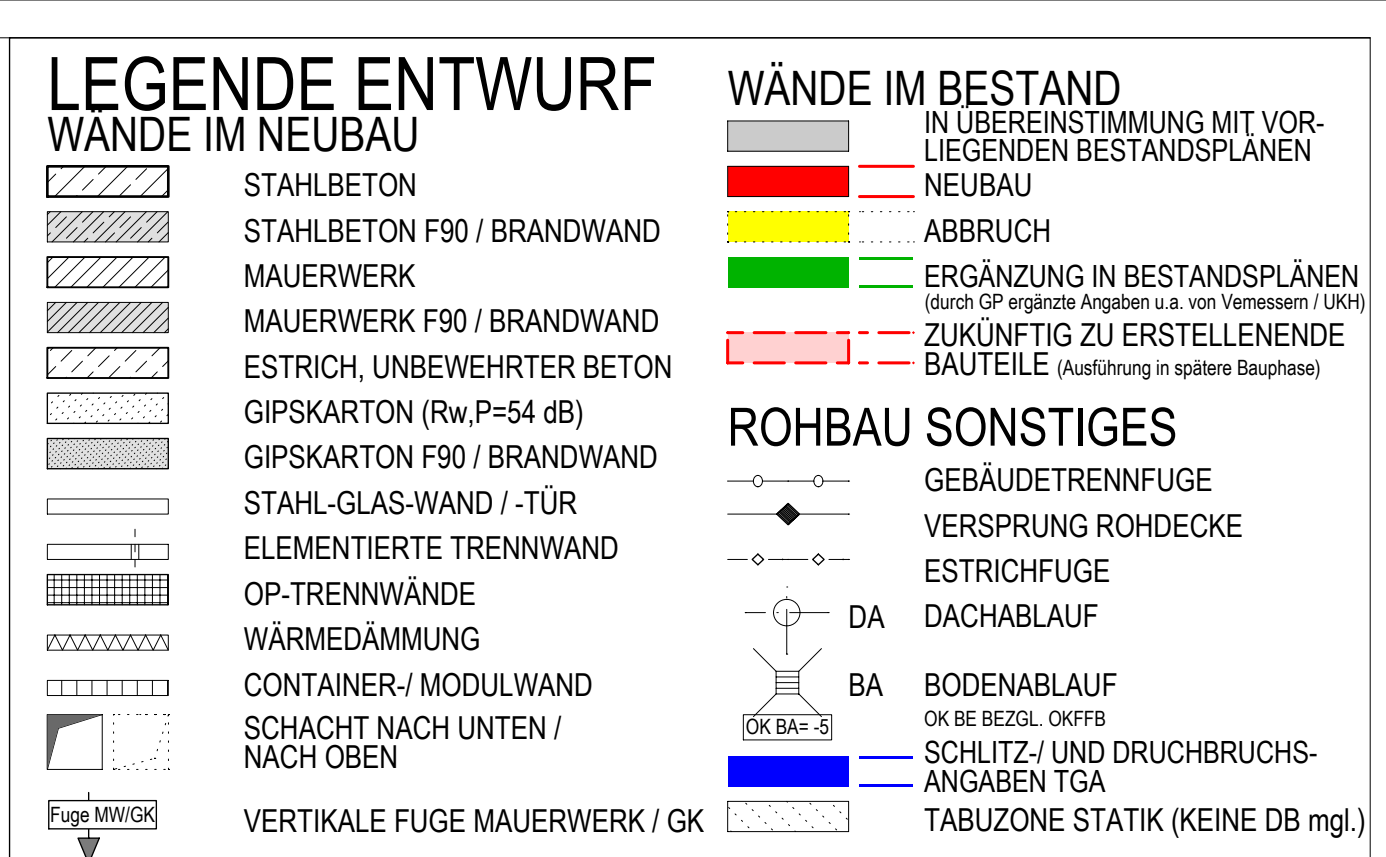 LEGENDE ENTWURF
WÄNDE IM NEUBAU
STAHLBETON
STAHLBETON F90 / BRANDWAND
MAUERWERK
MAUERWERK F90 / BRANDWAND
ESTRICH, UNBEWEHRTER BETON
GIPSKARTON (Rw,P=54 dB)
GIPSKARTON F90 / BRANDWAND
STAHL-GLAS-WAND / -TÜR
ELEMENTIERTE TRENNWAND
OP-TRENNWÄNDE
WÄRMEDÄMMUNG
CONTAINER-/ MODULWAND
SCHACHT NACH UNTEN /
NACH OBEN
Fuge MW/GK
VERTIKALE FUGE MAUERWERK / GK
WÄNDE IM BESTAND
IN ÜBEREINSTIMMUNG MIT VOR-
LIEGENDEN BESTANDSPLÄNEN
NEUBAU
ABBRUCH
ERGÄNZUNG IN BESTANDSPLÄNEN
(durch GP ergänzte Angaben u.a. von Vemessern / UKH)
ZUKÜNFTIG ZU ERSTELLENENDE
BAUTEILE (Ausführung in spätere Bauphase)
ROHBAU SONSTIGES
GEBÄUDETRENNFUGE
VERSPRUNG ROHDECKE
ESTRICHFUGE
DA DACHABLAUF
BA BODENABLAUF
OK BE BEZGL. OKFFB
OK BA= -5
SCHLITZ-/ UND DRUCHBRUCHS-
ANGABEN TGA
TABUZONE STATIK (KEINE DB mgl.)